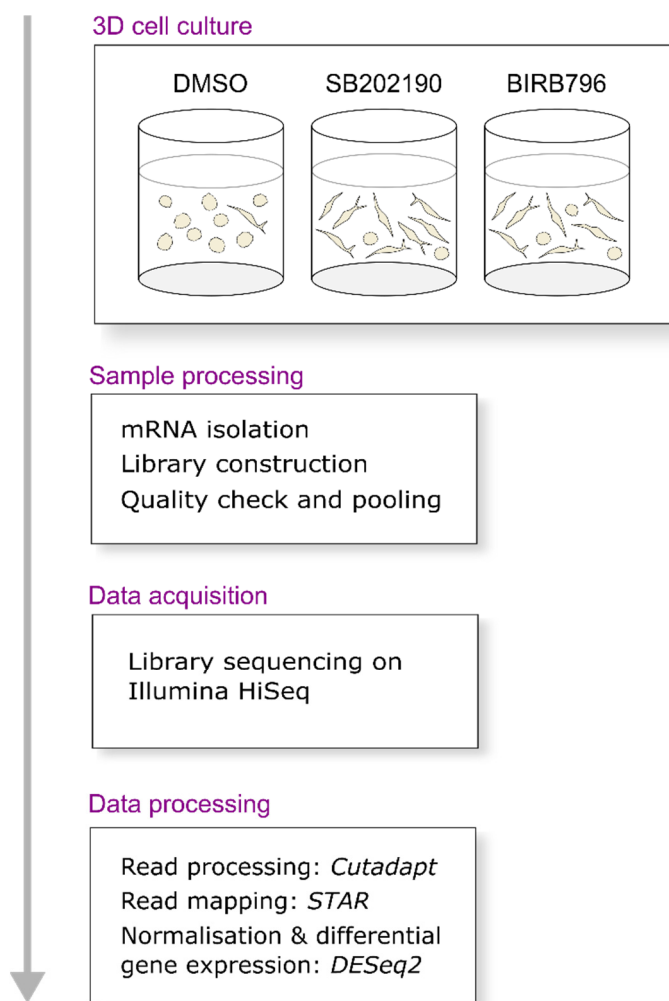 3D cell culture
DMSO
SB202190
BIRB796
Sample processing
mRNA isolation
Library construction
Quality check and pooling
Data acquisition
Library sequencing on
Illumina HiSeq
Data processing
Read processing: Cutadapt
Read mapping: STAR
Normalisation & differential
gene expression: DESeq2